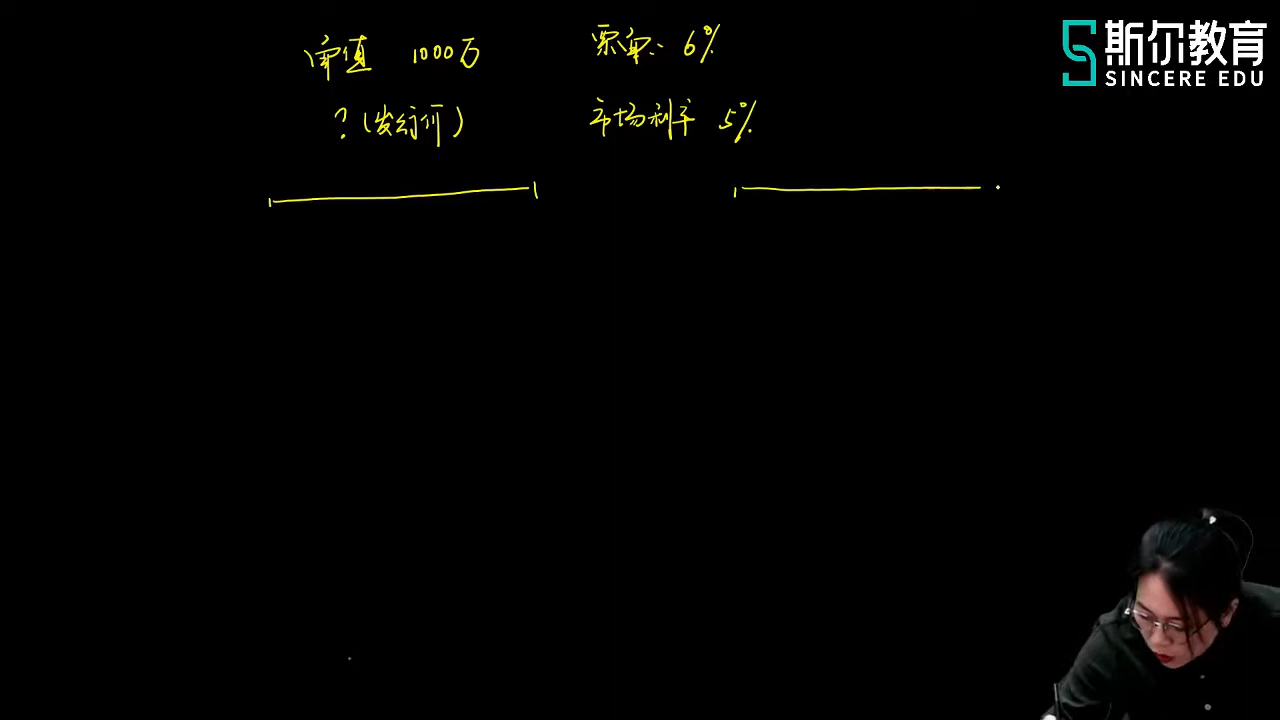 面值 1000万 票面: 6%
?(发行价) 市场利率 5%
斯尔教育
SINCERE EDU